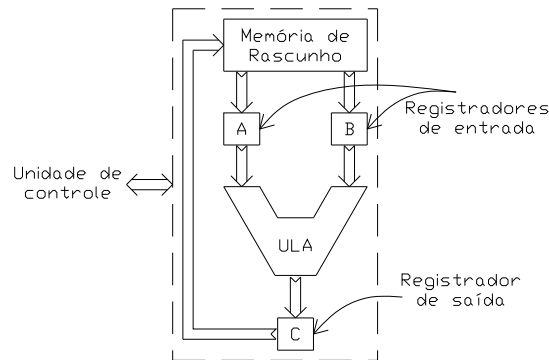 Memória de
Rascunho
A
B
Registradores
de entrada
Unidade de
controle
ULA
Registrador
de saída
C